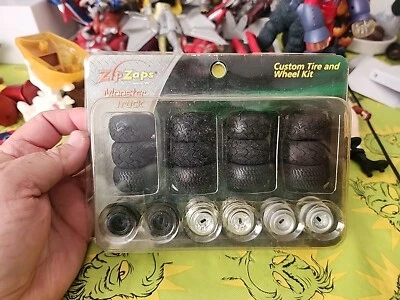 ZipZaps
Monster
Truck
Custom Tire and
Wheel Kit